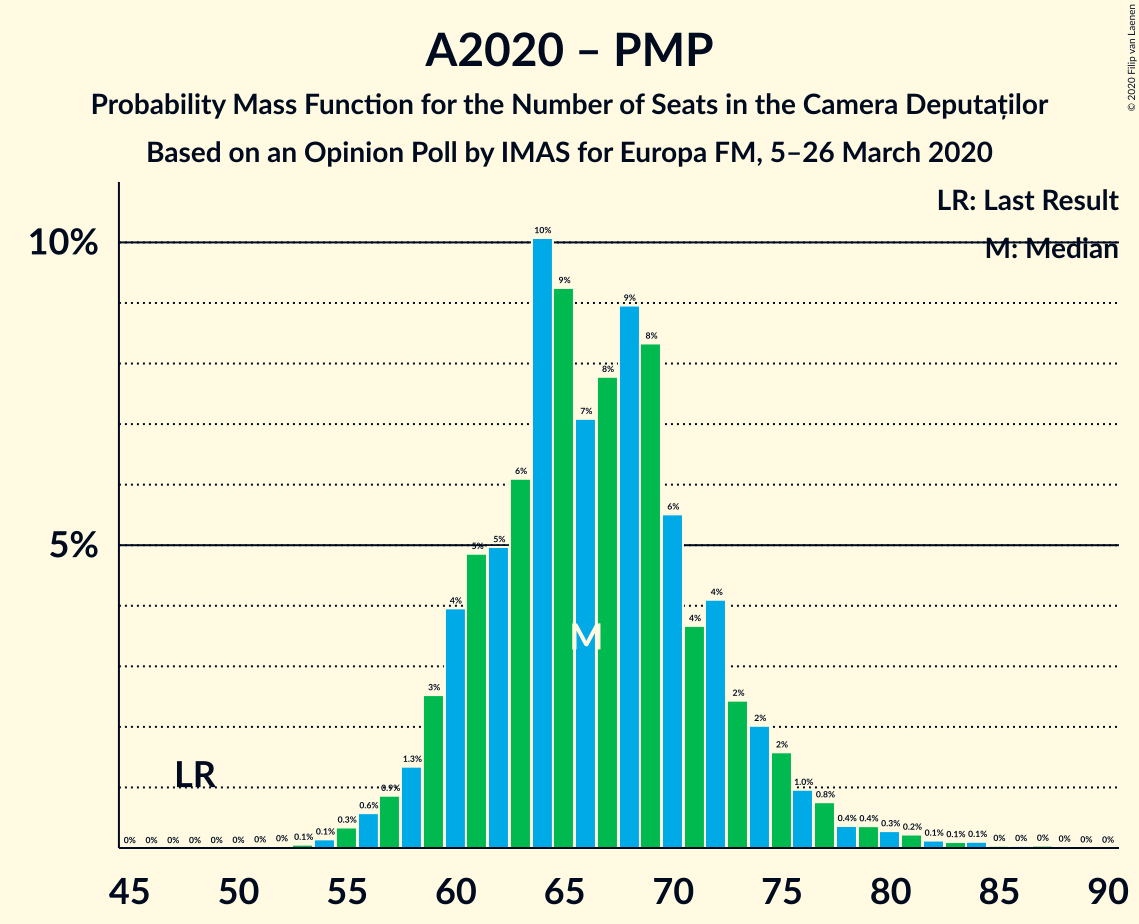 A2020 – PMP
Probability Mass Function for the Number of Seats in the Camera Deputaților
Based on an Opinion Poll by IMAS for Europa FM, 5–26 March 2020
© 2020 Filip van Laenen
LR: Last Result
M: Median
10%
5%
0% 0% 0% 0% 0% 0% 0% 0% 0.1% 0.1% 0.3% 0.6% 0.9% 1.3% 3% 4% 5% 5% 6% 10% 9% 7% 8% 9% 8% 6% 4% 4% 2% 2% 2% 1.0% 0.8% 0.4% 0.4% 0.3% 0.2% 0.1% 0.1% 0.1% 0% 0% 0% 0% 0% 0%
M
LR
45 50 55 60 65 70 75 80 85 90